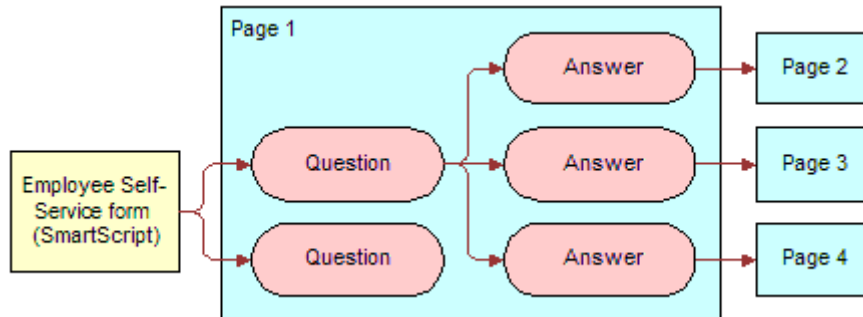 Page 1
Answer
Page 2
Employee Self-
Service form
(SmartScript)
Question
Answer
Page 3
Question
Answer
Page 4